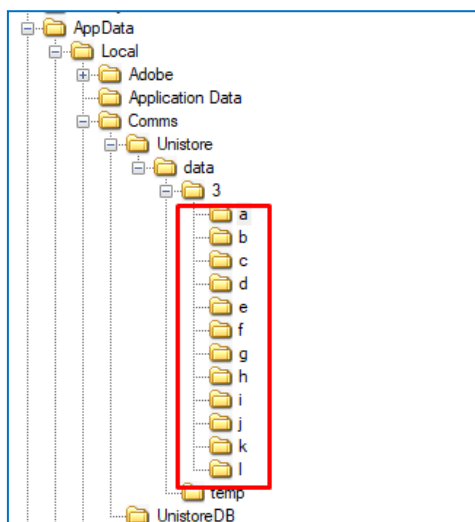 AppData
Local
Adobe
Application Data
Comms
Unistore
data
3
a
b
c
d
e
f
g
h
i
j
k
l
temp
UnistoreDB